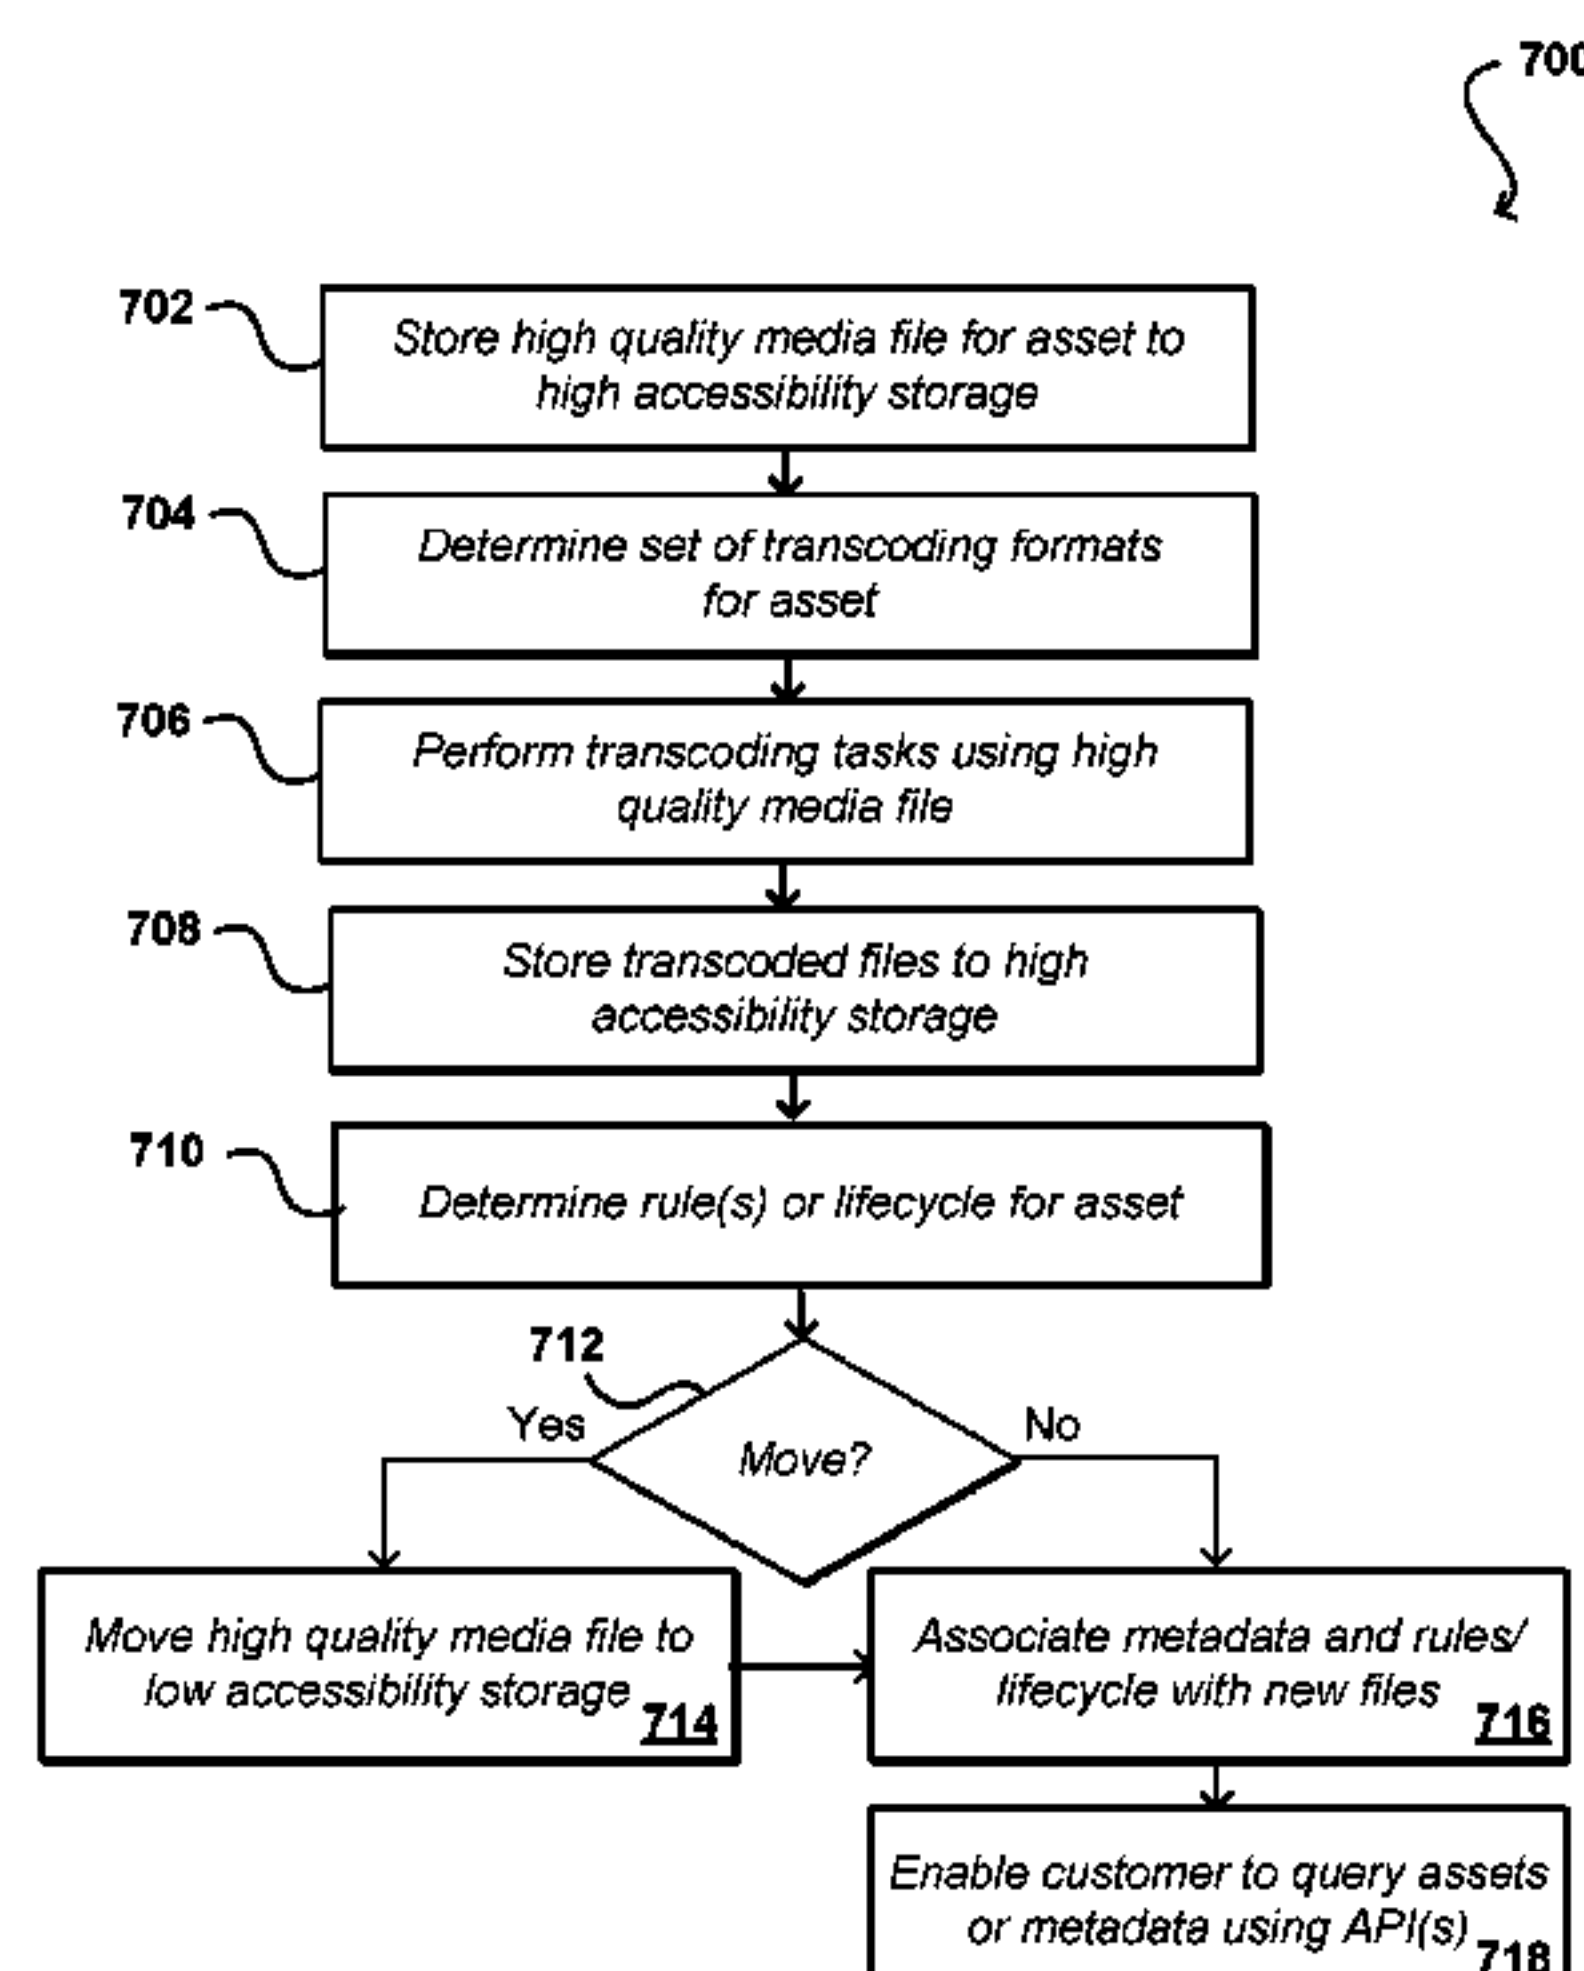 700
702
Store high quality media file for asset to
high accessibility storage
704
Determine set of transcoding formats
for asset
706
Perform transcoding tasks using high
quality media file
708
Store transcoded files to high
accessibility storage
710
Determine rule(s) or lifecycle for asset
712
Yes
Move?
No
Move high quality media file to
low accessibility storage
714
Associate metadata and rules/
lifecycle with new files
716
Enable customer to query assets
or metadata using API(s)
718